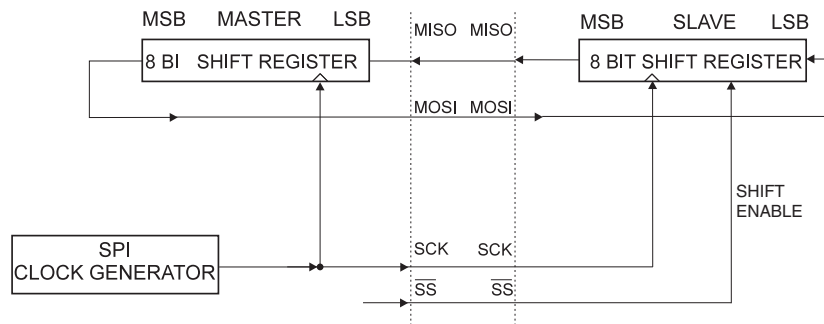 MSB MASTER LSB
MISO MISO
MSB SLAVE LSB
8 BI SHIFT REGISTER
8 BIT SHIFT REGISTER
MOSI MOSI
SHIFT
ENABLE
SPI
CLOCK GENERATOR
SCK SCK
SS SS